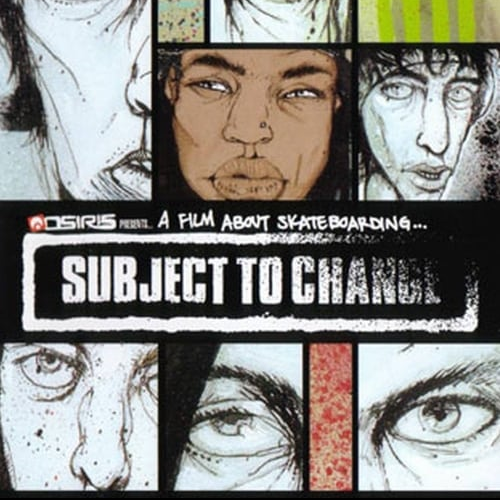 OSIRIS PRESENTS... A FILM ABOUT SKATEBOARDING...
SUBJECT TO CHANGE